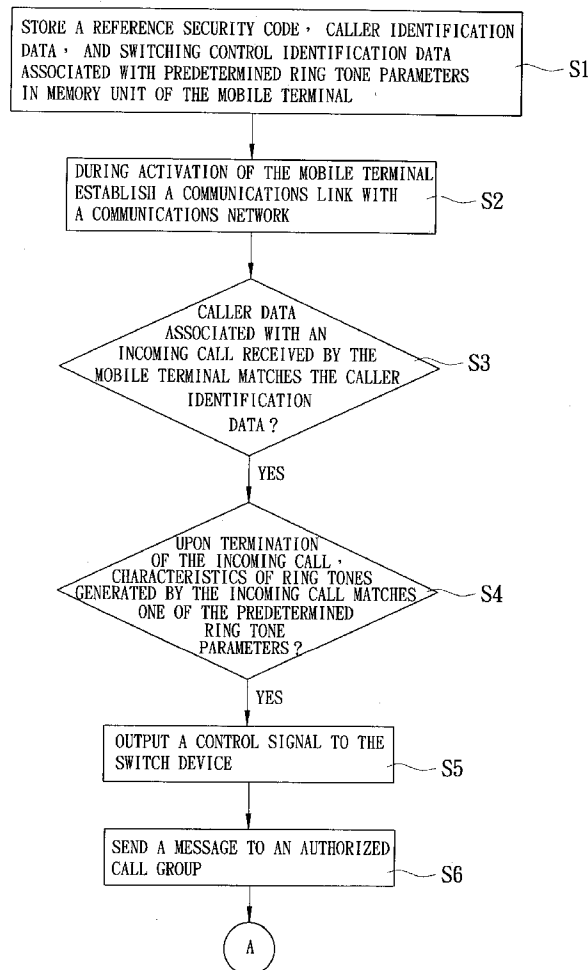 STORE A REFERENCE SECURITY CODE, CALLER IDENTIFICATION
DATA, AND SWITCHING CONTROL IDENTIFICATION DATA
ASSOCIATED WITH PREDETERMINED RING TONE PARAMETERS
IN MEMORY UNIT OF THE MOBILE TERMINAL
S1
DURING ACTIVATION OF THE MOBILE TERMINAL
ESTABLISH A COMMUNICATIONS LINK WITH
A COMMUNICATIONS NETWORK
S2
CALLER DATA
ASSOCIATED WITH AN
INCOMING CALL RECEIVED BY THE
MOBILE TERMINAL MATCHES THE CALLER
IDENTIFICATION
DATA?
S3
YES
UPON TERMINATION
OF THE INCOMING CALL,
CHARACTERISTICS OF RING TONES
GENERATED BY THE INCOMING CALL MATCHES
ONE OF THE PREDETERMINED
RING TONE
PARAMETERS?
S4
YES
OUTPUT A CONTROL SIGNAL TO THE
SWITCH DEVICE
S5
SEND A MESSAGE TO AN AUTHORIZED
CALL GROUP
S6
A